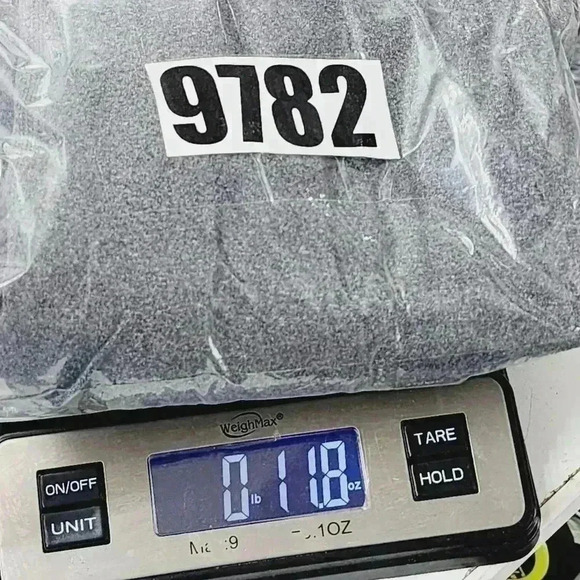 9782
WeighMax®
TARE
ON/OFF
0 lb 11.8 oz
HOLD
UNIT